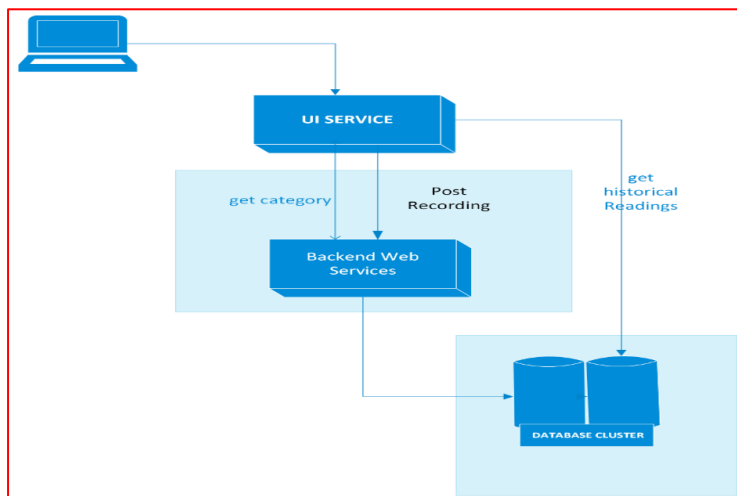 UI SERVICE
get category
Post
Recording
get
historical
Readings
Backend Web
Services
DATABASE CLUSTER